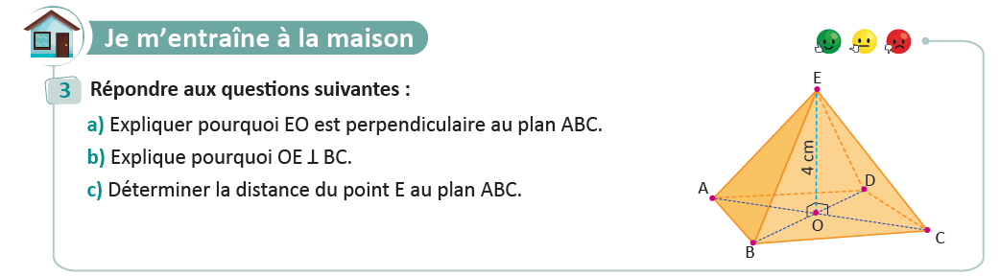 Je m'entraîne à la maison
3 Répondre aux questions suivantes :
a) Expliquer pourquoi EO est perpendiculaire au plan ABC.
b) Explique pourquoi OE ⊥ BC.
c) Déterminer la distance du point E au plan ABC.
E
4 cm
A
D
O
B
C